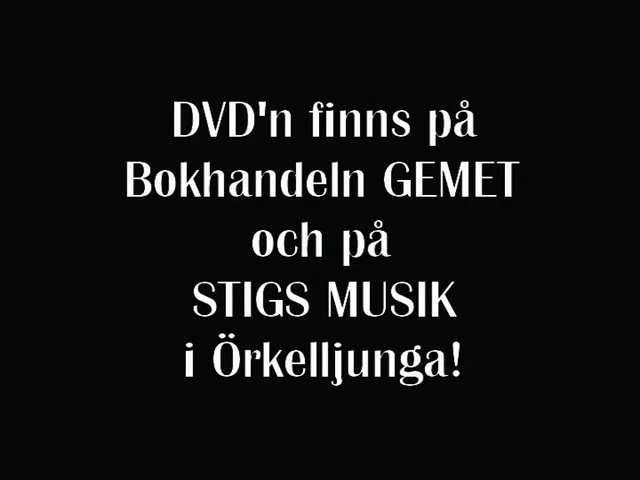 DVD'n finns på
Bokhandeln GEMET
och på
STIGS MUSIK
i Örkelljunga!